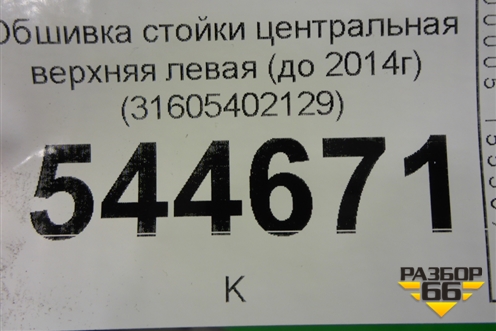 Обшивка стойки центральная
верхняя левая (до 2014г)
(31605402129)
544671
К
РАЗБОР
66